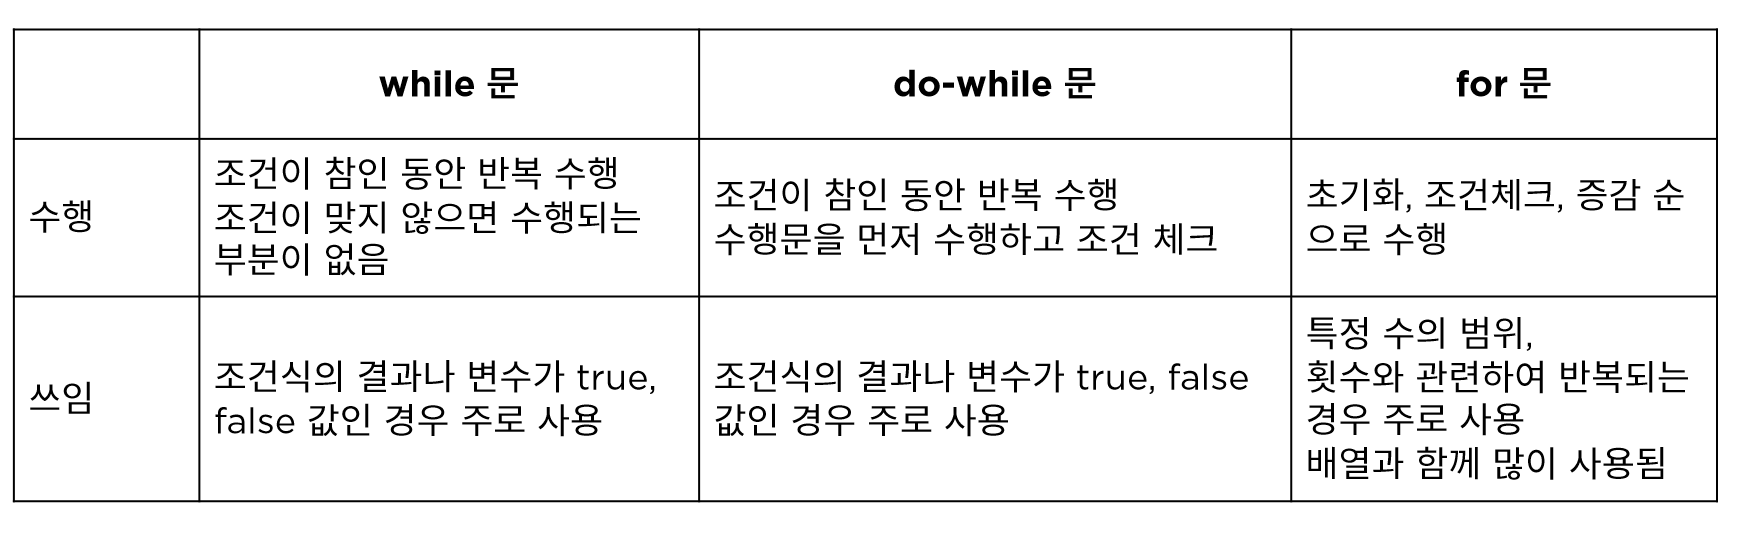 while 문
do-while 문
for 문
수행
조건이 참인 동안 반복 수행
조건이 맞지 않으면 수행되는
부분이 없음
조건이 참인 동안 반복 수행
수행문을 먼저 수행하고 조건 체크
초기화, 조건체크, 증감 순
으로 수행
쓰임
조건식의 결과나 변수가 true,
false 값인 경우 주로 사용
조건식의 결과나 변수가 true, false
값인 경우 주로 사용
특정 수의 범위,
횟수와 관련하여 반복되는
경우 주로 사용
배열과 함께 많이 사용됨